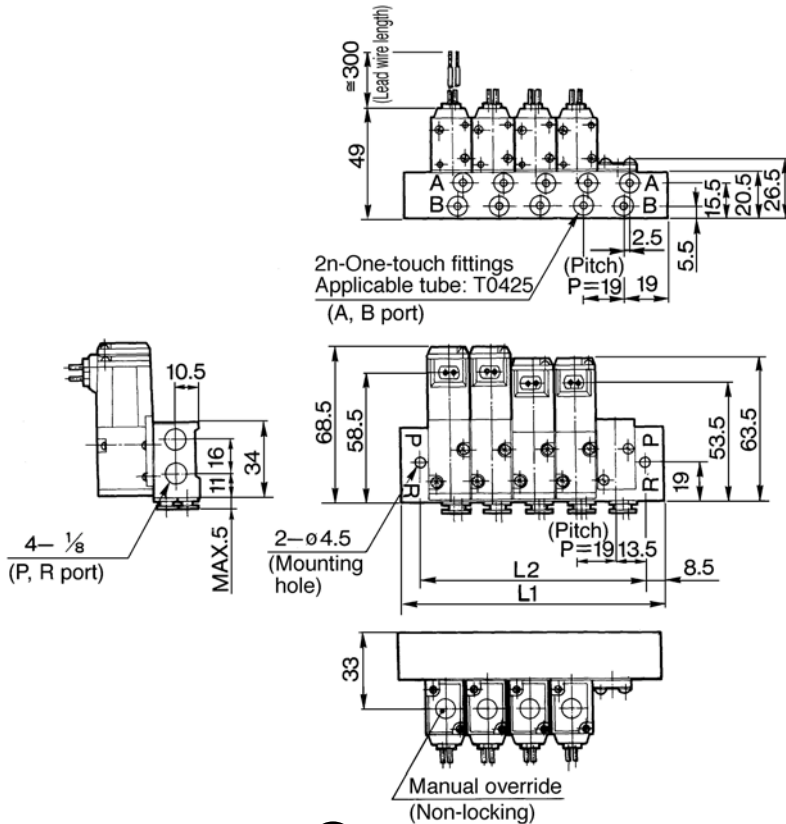 ≅300
(Lead wire length)
49
A
A
B
B
15.5
20.5
26.5
2.5
5.5
2n-One-touch fittings
Applicable tube: T0425
(A, B port)
(Pitch)
P=19
19
10.5
16
11
34
MAX.5
4– 1/8
(P, R port)
68.5
58.5
P
R
P
R
53.5
63.5
19
2–ø4.5
(Mounting
hole)
(Pitch)
P=19
13.5
L2
8.5
L1
33
Manual override
(Non-locking)